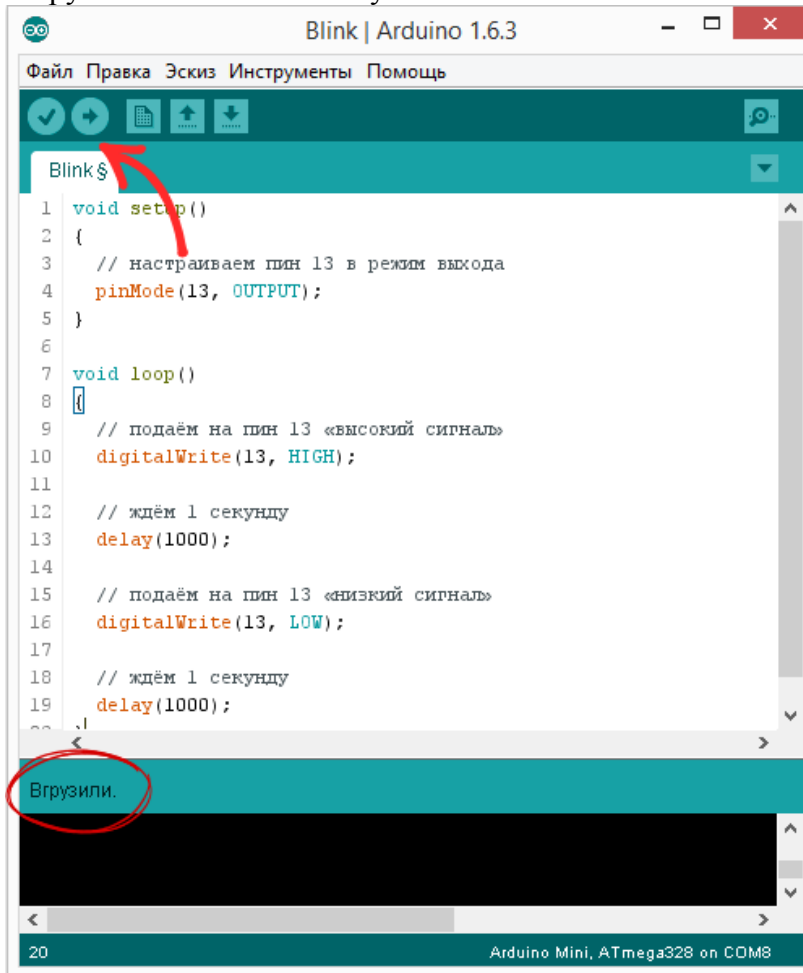 Blink | Arduino 1.6.3
Файл Правка Эскиз Инструменты Помощь
Blink §
1 void setup()
2 {
3 // настраиваем пин 13 в режим выхода
4 pinMode(13, OUTPUT);
5 }
6
7 void loop()
8 {
9 // подаём на пин 13 «высокий сигнал»
10 digitalWrite(13, HIGH);
11
12 // ждём 1 секунду
13 delay(1000);
14
15 // подаём на пин 13 «низкий сигнал»
16 digitalWrite(13, LOW);
17
18 // ждём 1 секунду
19 delay(1000);
Вгрузили.
20 Arduino Mini, ATmega328 on COM8